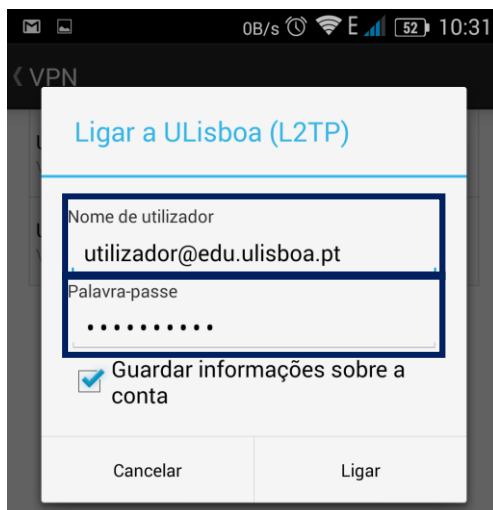 0B/s E 52 10:31
VPN
Ligar a ULisboa (L2TP)
Nome de utilizador
utilizador@edu.ulisboa.pt
Palavra-passe
••••••••••
Guardar informações sobre a
conta
Cancelar Ligar